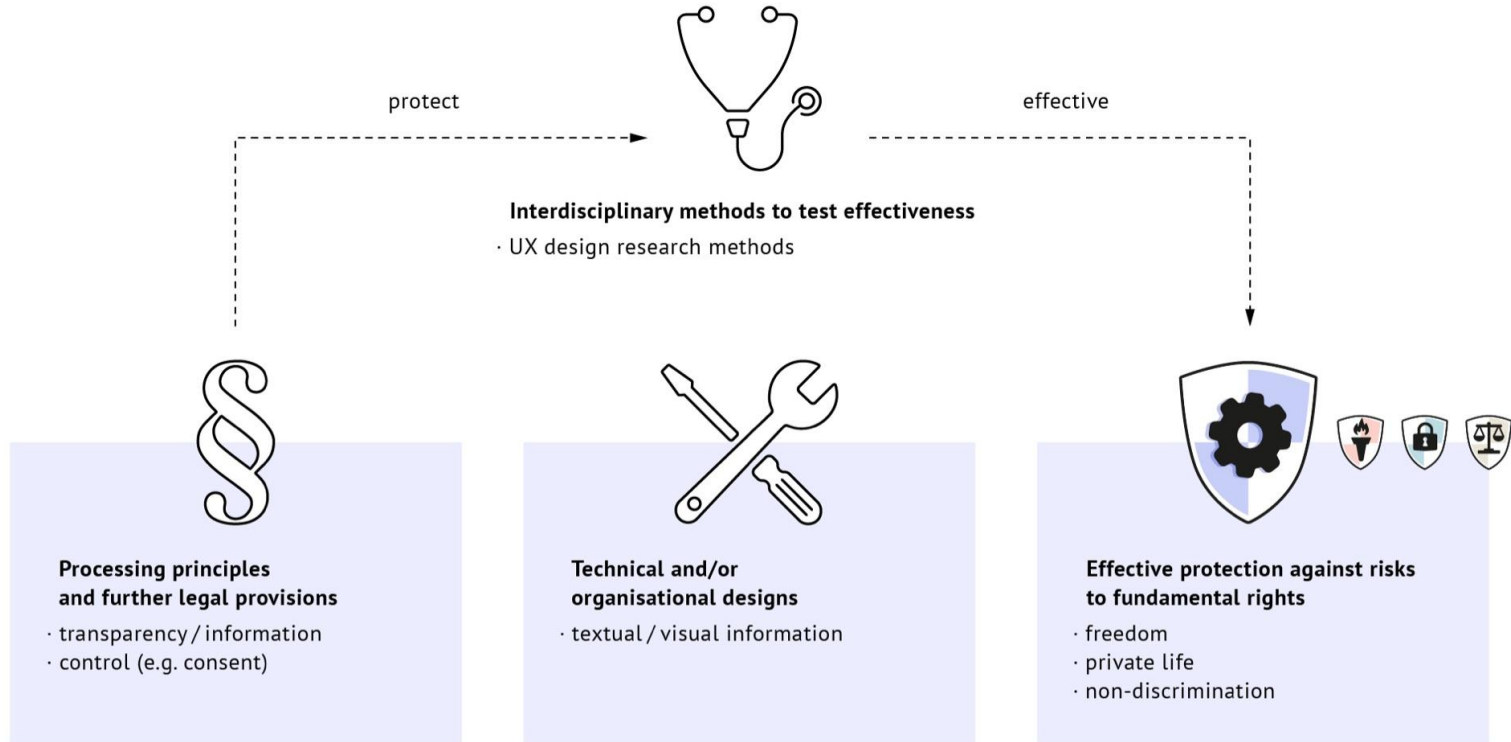 protect
effective
Interdisciplinary methods to test effectiveness
· UX design research methods
Processing principles
and further legal provisions
· transparency / information
· control (e.g. consent)
Technical and/or
organisational designs
· textual / visual information
Effective protection against risks
to fundamental rights
· freedom
· private life
· non-discrimination